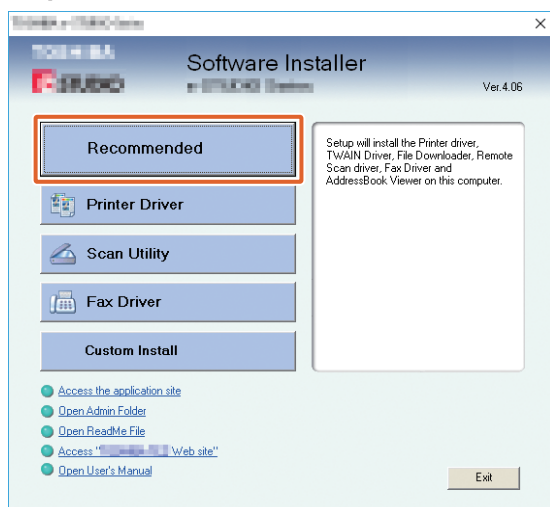 Software Installer
Ver.4.06
Recommended
Setup will install the Printer driver,
TWAIN Driver, File Downloader, Remote
Scan driver, Fax Driver and
AddressBook Viewer on this computer.
Printer Driver
Scan Utility
Fax Driver
Custom Install
Access the application site
Open Admin Folder
Open ReadMe File
Access "
Web site"
Open User's Manual
Exit